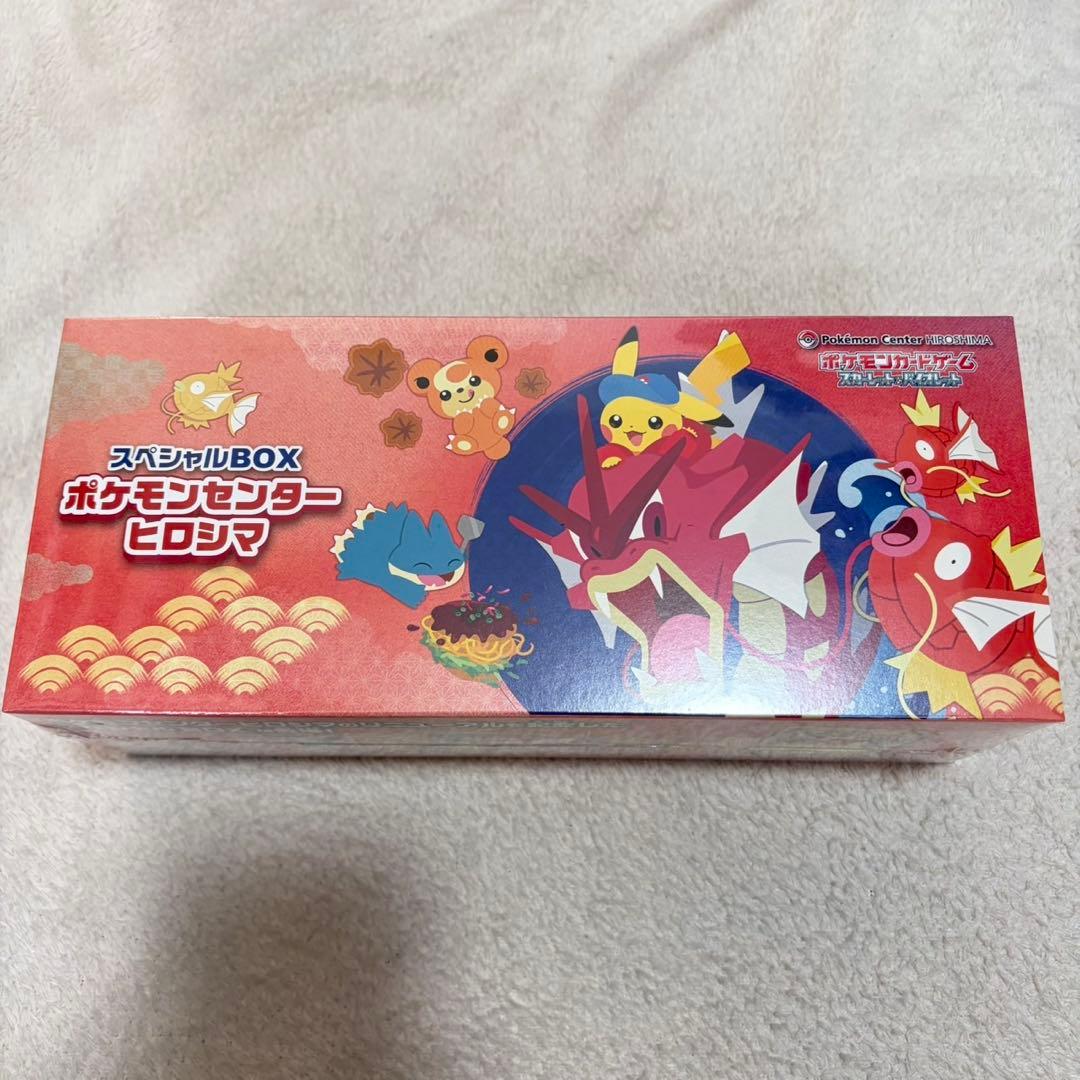 スペシャルBOX
ポケモンセンター
ヒロシマ
Pokémon Center HIROSHIMA
ポケモンカードゲーム
スカーレット&バイオレット